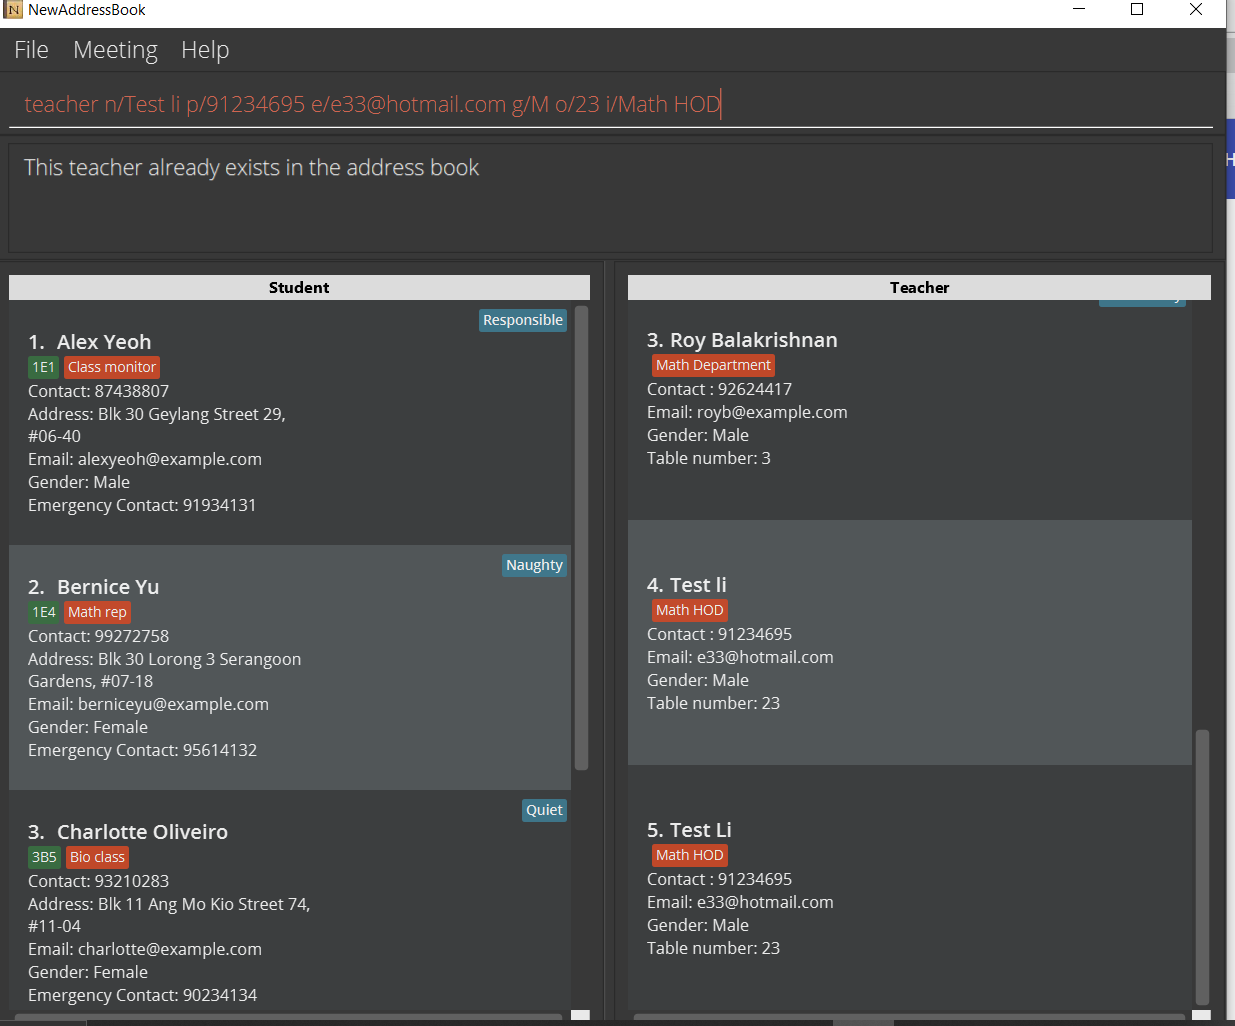 NewAddressBook
File Meeting Help
teacher n/Test li p/91234695 e/e33@hotmail.com g/M o/23 i/Math HOD
This teacher already exists in the address book
Student
Responsible
1. Alex Yeoh
1E1 Class monitor
Contact: 87438807
Address: Blk 30 Geylang Street 29,
#06-40
Email: alexyeoh@example.com
Gender: Male
Emergency Contact: 91934131
Naughty
2. Bernice Yu
1E4 Math rep
Contact: 99272758
Address: Blk 30 Lorong 3 Serangoon
Gardens, #07-18
Email: berniceyu@example.com
Gender: Female
Emergency Contact: 95614132
Quiet
3. Charlotte Oliveiro
3B5 Bio class
Contact: 93210283
Address: Blk 11 Ang Mo Kio Street 74,
#11-04
Email: charlotte@example.com
Gender: Female
Emergency Contact: 90234134
Teacher
3. Roy Balakrishnan
Math Department
Contact : 92624417
Email: royb@example.com
Gender: Male
Table number: 3
4. Test li
Math HOD
Contact : 91234695
Email: e33@hotmail.com
Gender: Male
Table number: 23
5. Test Li
Math HOD
Contact : 91234695
Email: e33@hotmail.com
Gender: Male
Table number: 23